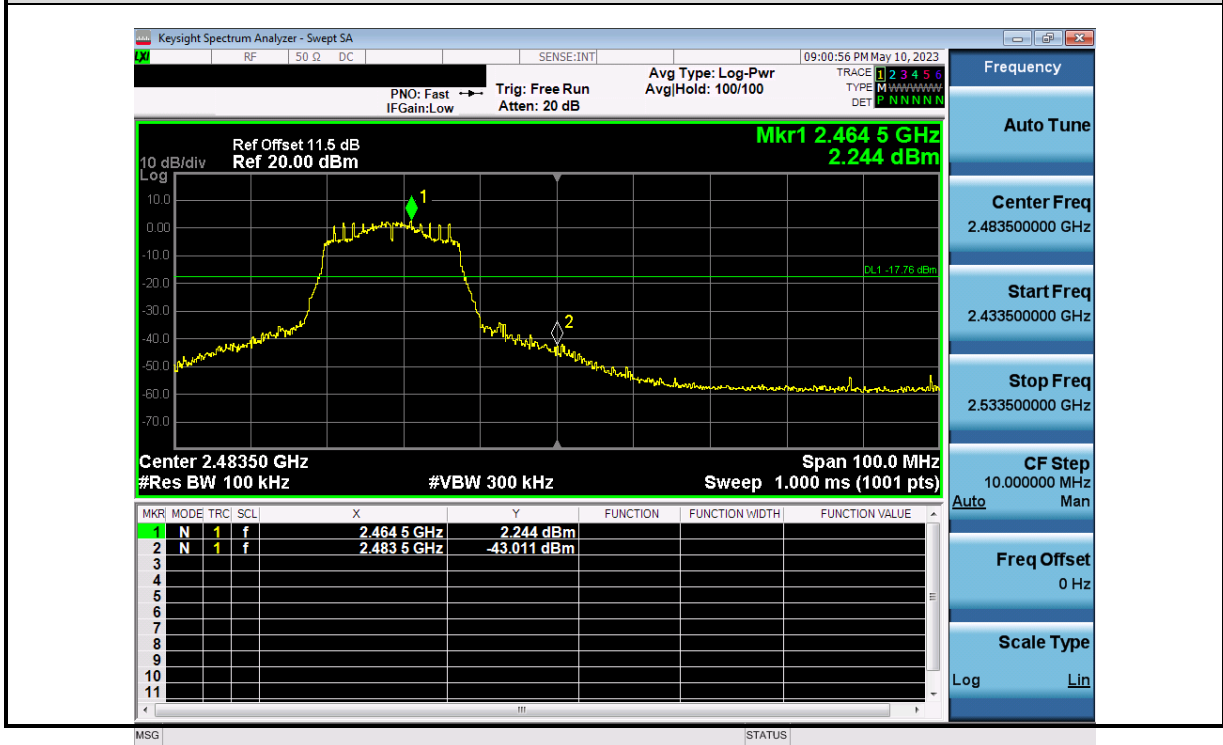 Keysight Spectrum Analyzer - Swept SA
LXI RF 50 Ω DC SENSE:INT 09:00:56 PM May 10, 2023
Avg Type: Log-Pwr TRACE 1 2 3 4 5 6
PNO: Fast Trig: Free Run Avg|Hold: 100/100 TYPE M WWWWW
IFGain:Low Atten: 20 dB DET P N N N N N
Mkr1 2.464 5 GHz
Ref Offset 11.5 dB
10 dB/div Ref 20.00 dBm 2.244 dBm
Log
10.0
0.00
-10.0
-20.0
-30.0
-40.0
-50.0
-60.0
-70.0
1
DL1 -17.76 dBm
2
Center 2.48350 GHz Span 100.0 MHz
#Res BW 100 kHz #VBW 300 kHz Sweep 1.000 ms (1001 pts)
MKR MODE TRC SCL X Y FUNCTION FUNCTION WIDTH FUNCTION VALUE
1 N 1 f 2.464 5 GHz 2.244 dBm
2 N 1 f 2.483 5 GHz -43.011 dBm
3
4
5
6
7
8
9
10
11
MSG STATUS
Frequency
Auto Tune
Center Freq
2.483500000 GHz
Start Freq
2.433500000 GHz
Stop Freq
2.533500000 GHz
CF Step
10.000000 MHz
Auto Man
Freq Offset
0 Hz
Scale Type
Log Lin